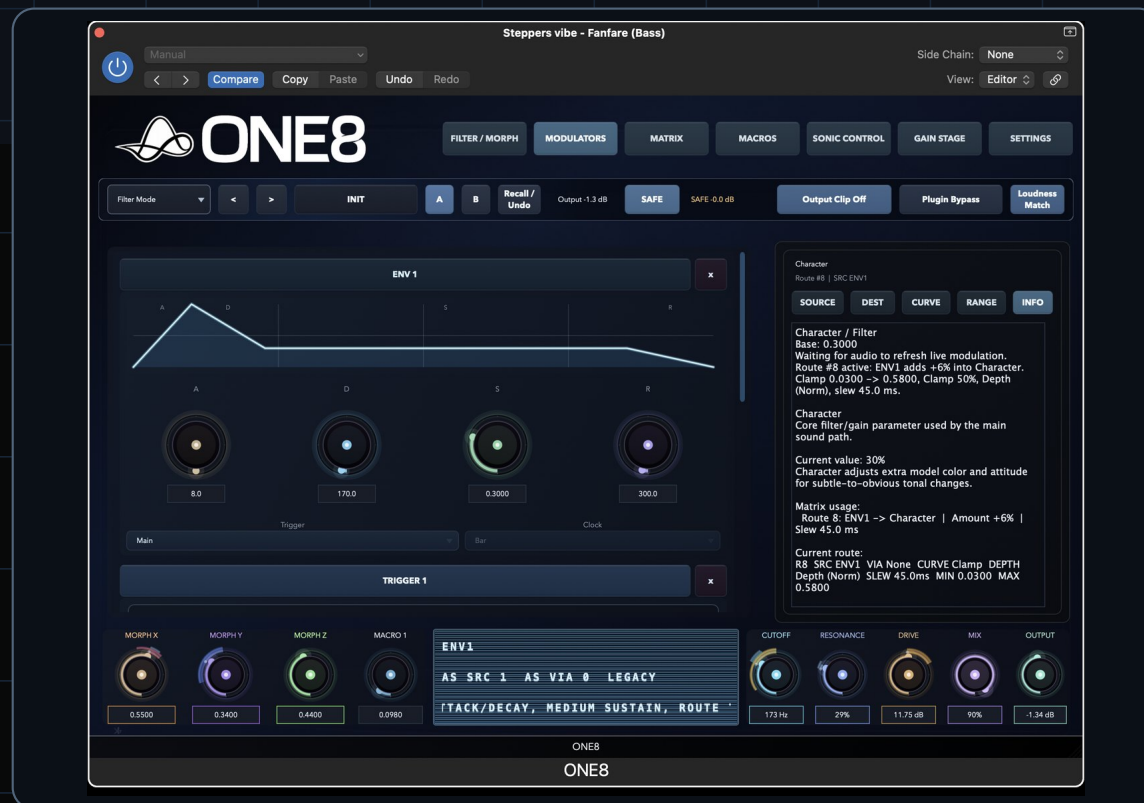 Steppers vibe - Fanfare (Bass)
Manual
Side Chain: None
< > Compare Copy Paste Undo Redo
View: Editor
ONE8
FILTER / MORPH MODULATORS MATRIX MACROS SONIC CONTROL GAIN STAGE SETTINGS
Filter Mode < > INIT A B Recall / Undo Output -1.3 dB SAFE SAFE -0.0 dB Output Clip Off Plugin Bypass Loudness Match
ENV 1 x
A D S R
A D S R
8.0 170.0 0.3000 300.0
Trigger Clock
Main Bar
TRIGGER 1 x
Character
Route #8 | SRC ENV1
SOURCE DEST CURVE RANGE INFO
Character / Filter
Base: 0.3000
Waiting for audio to refresh live modulation.
Route #8 active: ENV1 adds +6% into Character.
Clamp 0.0300 -> 0.5800, Clamp 50%, Depth
(Norm), slew 45.0 ms.
Character
Core filter/gain parameter used by the main
sound path.
Current value: 30%
Character adjusts extra model color and attitude
for subtle-to-obvious tonal changes.
Matrix usage:
Route 8: ENV1 -> Character | Amount +6% |
Slew 45.0 ms
Current route:
R8 SRC ENV1 VIA None CURVE Clamp DEPTH
Depth (Norm) SLEW 45.0ms MIN 0.0300 MAX
0.5800
MORPH X MORPH Y MORPH Z MACRO 1
0.5500 0.3400 0.4400 0.0980
ENV1
AS SRC 1 AS VIA 0 LEGACY
TTACK/DECAY, MEDIUM SUSTAIN, ROUTE
CUTOFF RESONANCE DRIVE MIX OUTPUT
173 Hz 29% 11.75 dB 90% -1.34 dB
ONE8
ONE8